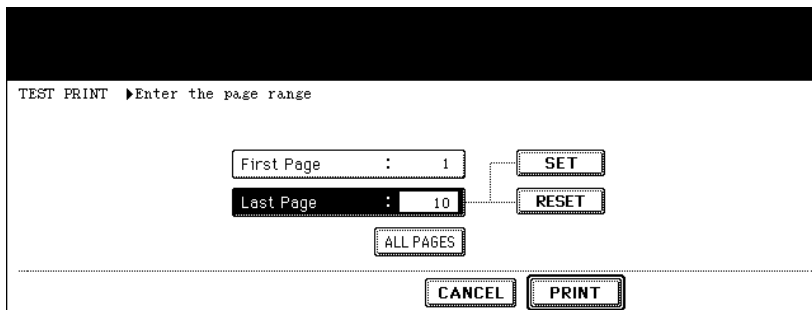 TEST PRINT ▶Enter the page range
First Page : 1 SET
Last Page : 10 RESET
ALL PAGES
CANCEL PRINT